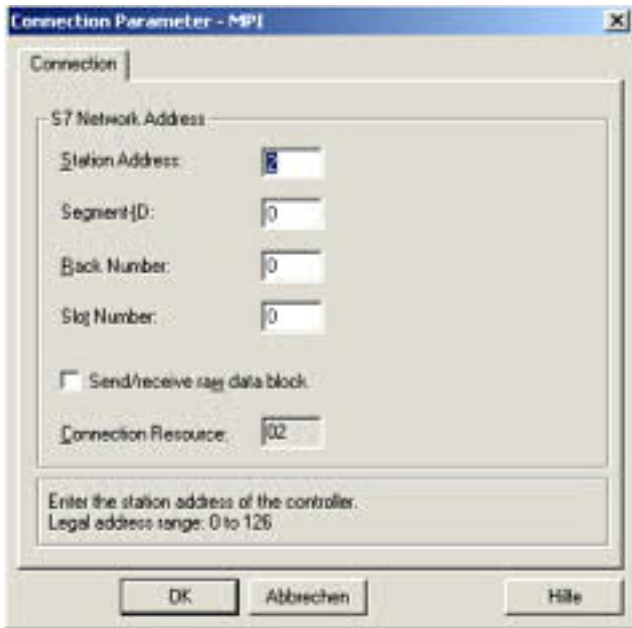 Connection Parameter - MPI
Connection
S7 Network Address
Station Address: 2
Segment-ID: 0
Rack Number: 0
Slot Number: 0
Send/receive raw data block
Connection Resource: 02
Enter the station address of the controller.
Legal address range: 0 to 126
OK Abbrechen Hilfe